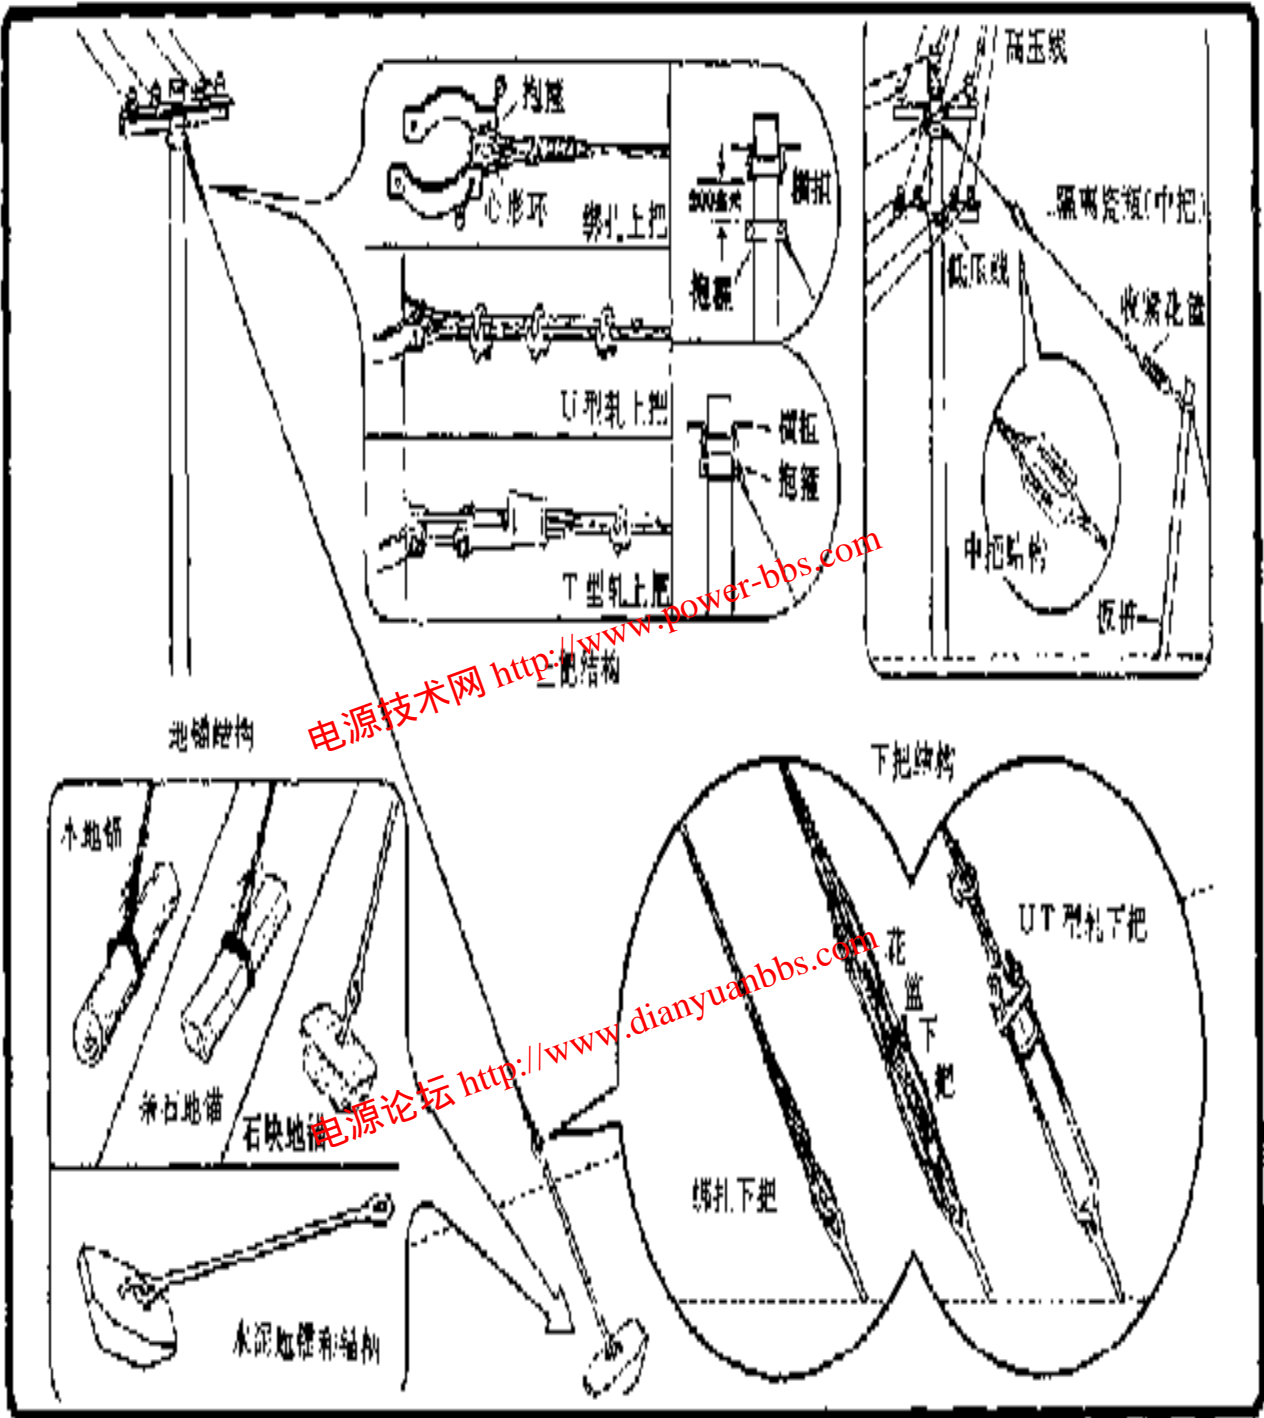 高压线
抱箍
心形环
绑扎上把
横担
200毫米
抱箍
隔离瓷瓶(中把)
低压线
收紧花篮
U型轧上把
横担
抱箍
中把结构
T型轧上把
板桩
上把结构
电源技术网 http://www.power-bbs.com
地锚结构
下把结构
木地锚
UT型轧下把
花篮下把
条石地锚
石块地锚
电源论坛 http://www.dianyuanbbs.com
绑扎下把
水泥地锚和锚柄